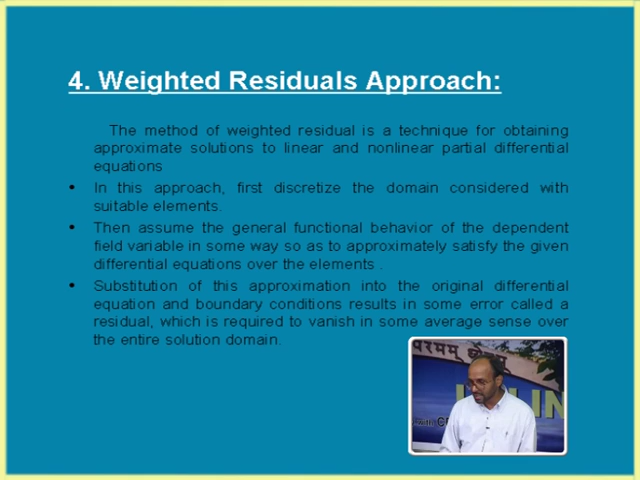 4. Weighted Residuals Approach:
The method of weighted residual is a technique for obtaining
approximate solutions to linear and nonlinear partial differential
equations
• In this approach, first discretize the domain considered with
suitable elements.
• Then assume the general functional behavior of the dependent
field variable in some way so as to approximately satisfy the given
differential equations over the elements .
• Substitution of this approximation into the original differential
equation and boundary conditions results in some error called a
residual, which is required to vanish in some average sense over
the entire solution domain.